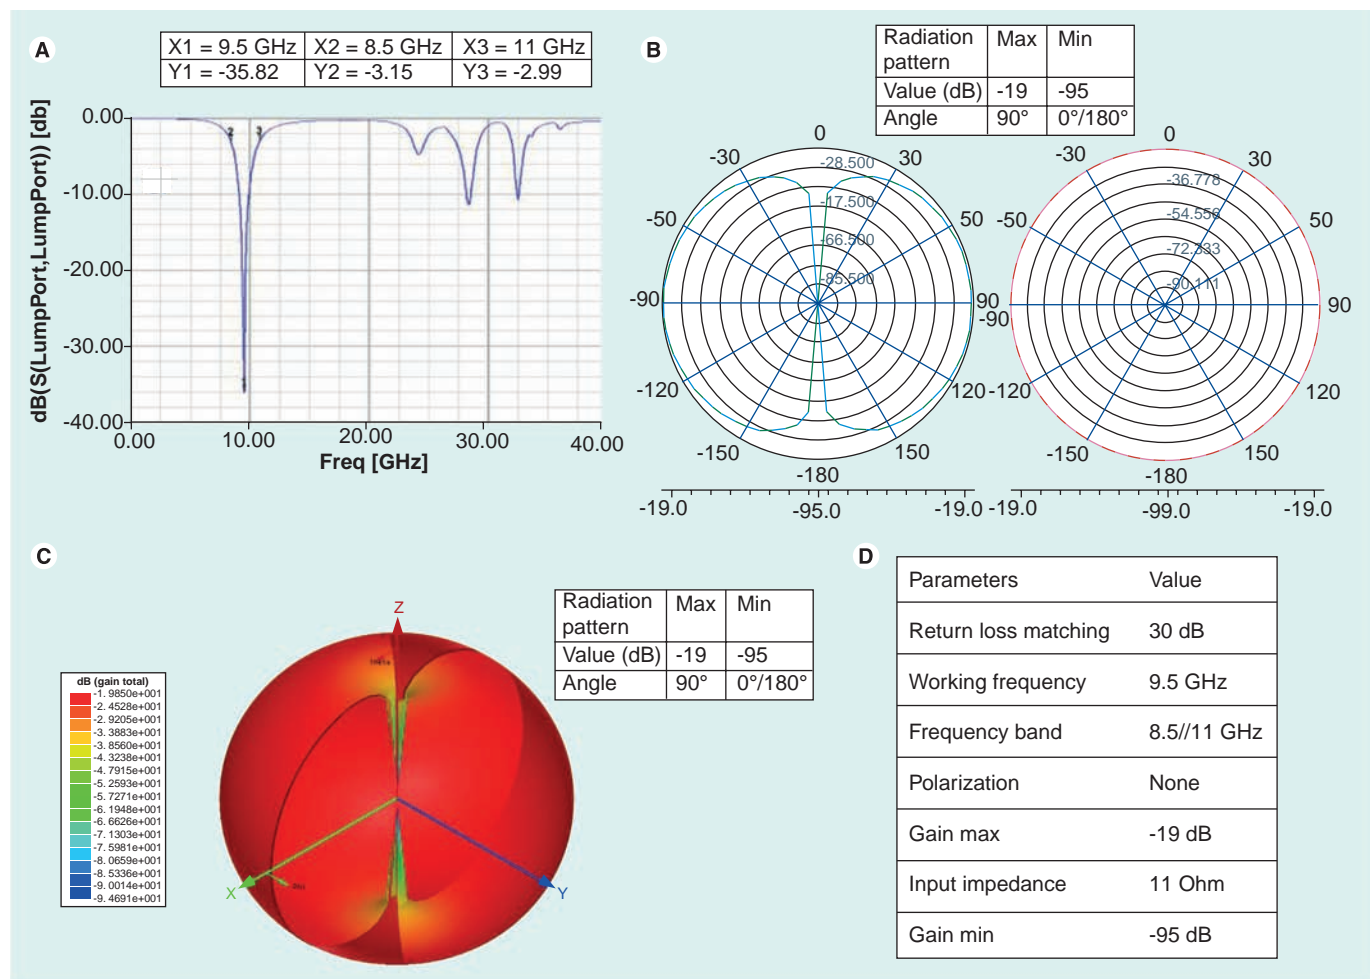 A
X1 = 9.5 GHz X2 = 8.5 GHz X3 = 11 GHz
Y1 = -35.82 Y2 = -3.15 Y3 = -2.99
dB(S(LumpPort,LumpPort)) [db]
0.00
-10.00
-20.00
-30.00
-40.00
2 3
0.00 10.00 20.00 30.00 40.00
Freq [GHz]
B
Radiation pattern Max Min
Value (dB) -19 -95
Angle 90° 0°/180°
0
-30 30
-50 50
-90 90
-120 120
-150 150
-180
-28.500
-17.500
-66.500
-85.500
-19.0 -95.0 -19.0
0
-30 30
-50 50
-90 90
-120 120
-150 150
-180
-36.778
-54.556
-72.333
-90.111
-19.0 -99.0 -19.0
C
Radiation pattern Max Min
Value (dB) -19 -95
Angle 90° 0°/180°
dB (gain total)
-1. 9850e+001
-2. 4528e+001
-2. 9205e+001
-3. 3883e+001
-3. 8560e+001
-4. 3238e+001
-4. 7915e+001
-5. 2593e+001
-5. 7271e+001
-6. 1948e+001
-6. 6626e+001
-7. 1303e+001
-7. 5981e+001
-8. 0659e+001
-8. 5336e+001
-9. 0014e+001
-9. 4691e+001
Z
X
Y
D
Parameters Value
Return loss matching 30 dB
Working frequency 9.5 GHz
Frequency band 8.5//11 GHz
Polarization None
Gain max -19 dB
Input impedance 11 Ohm
Gain min -95 dB